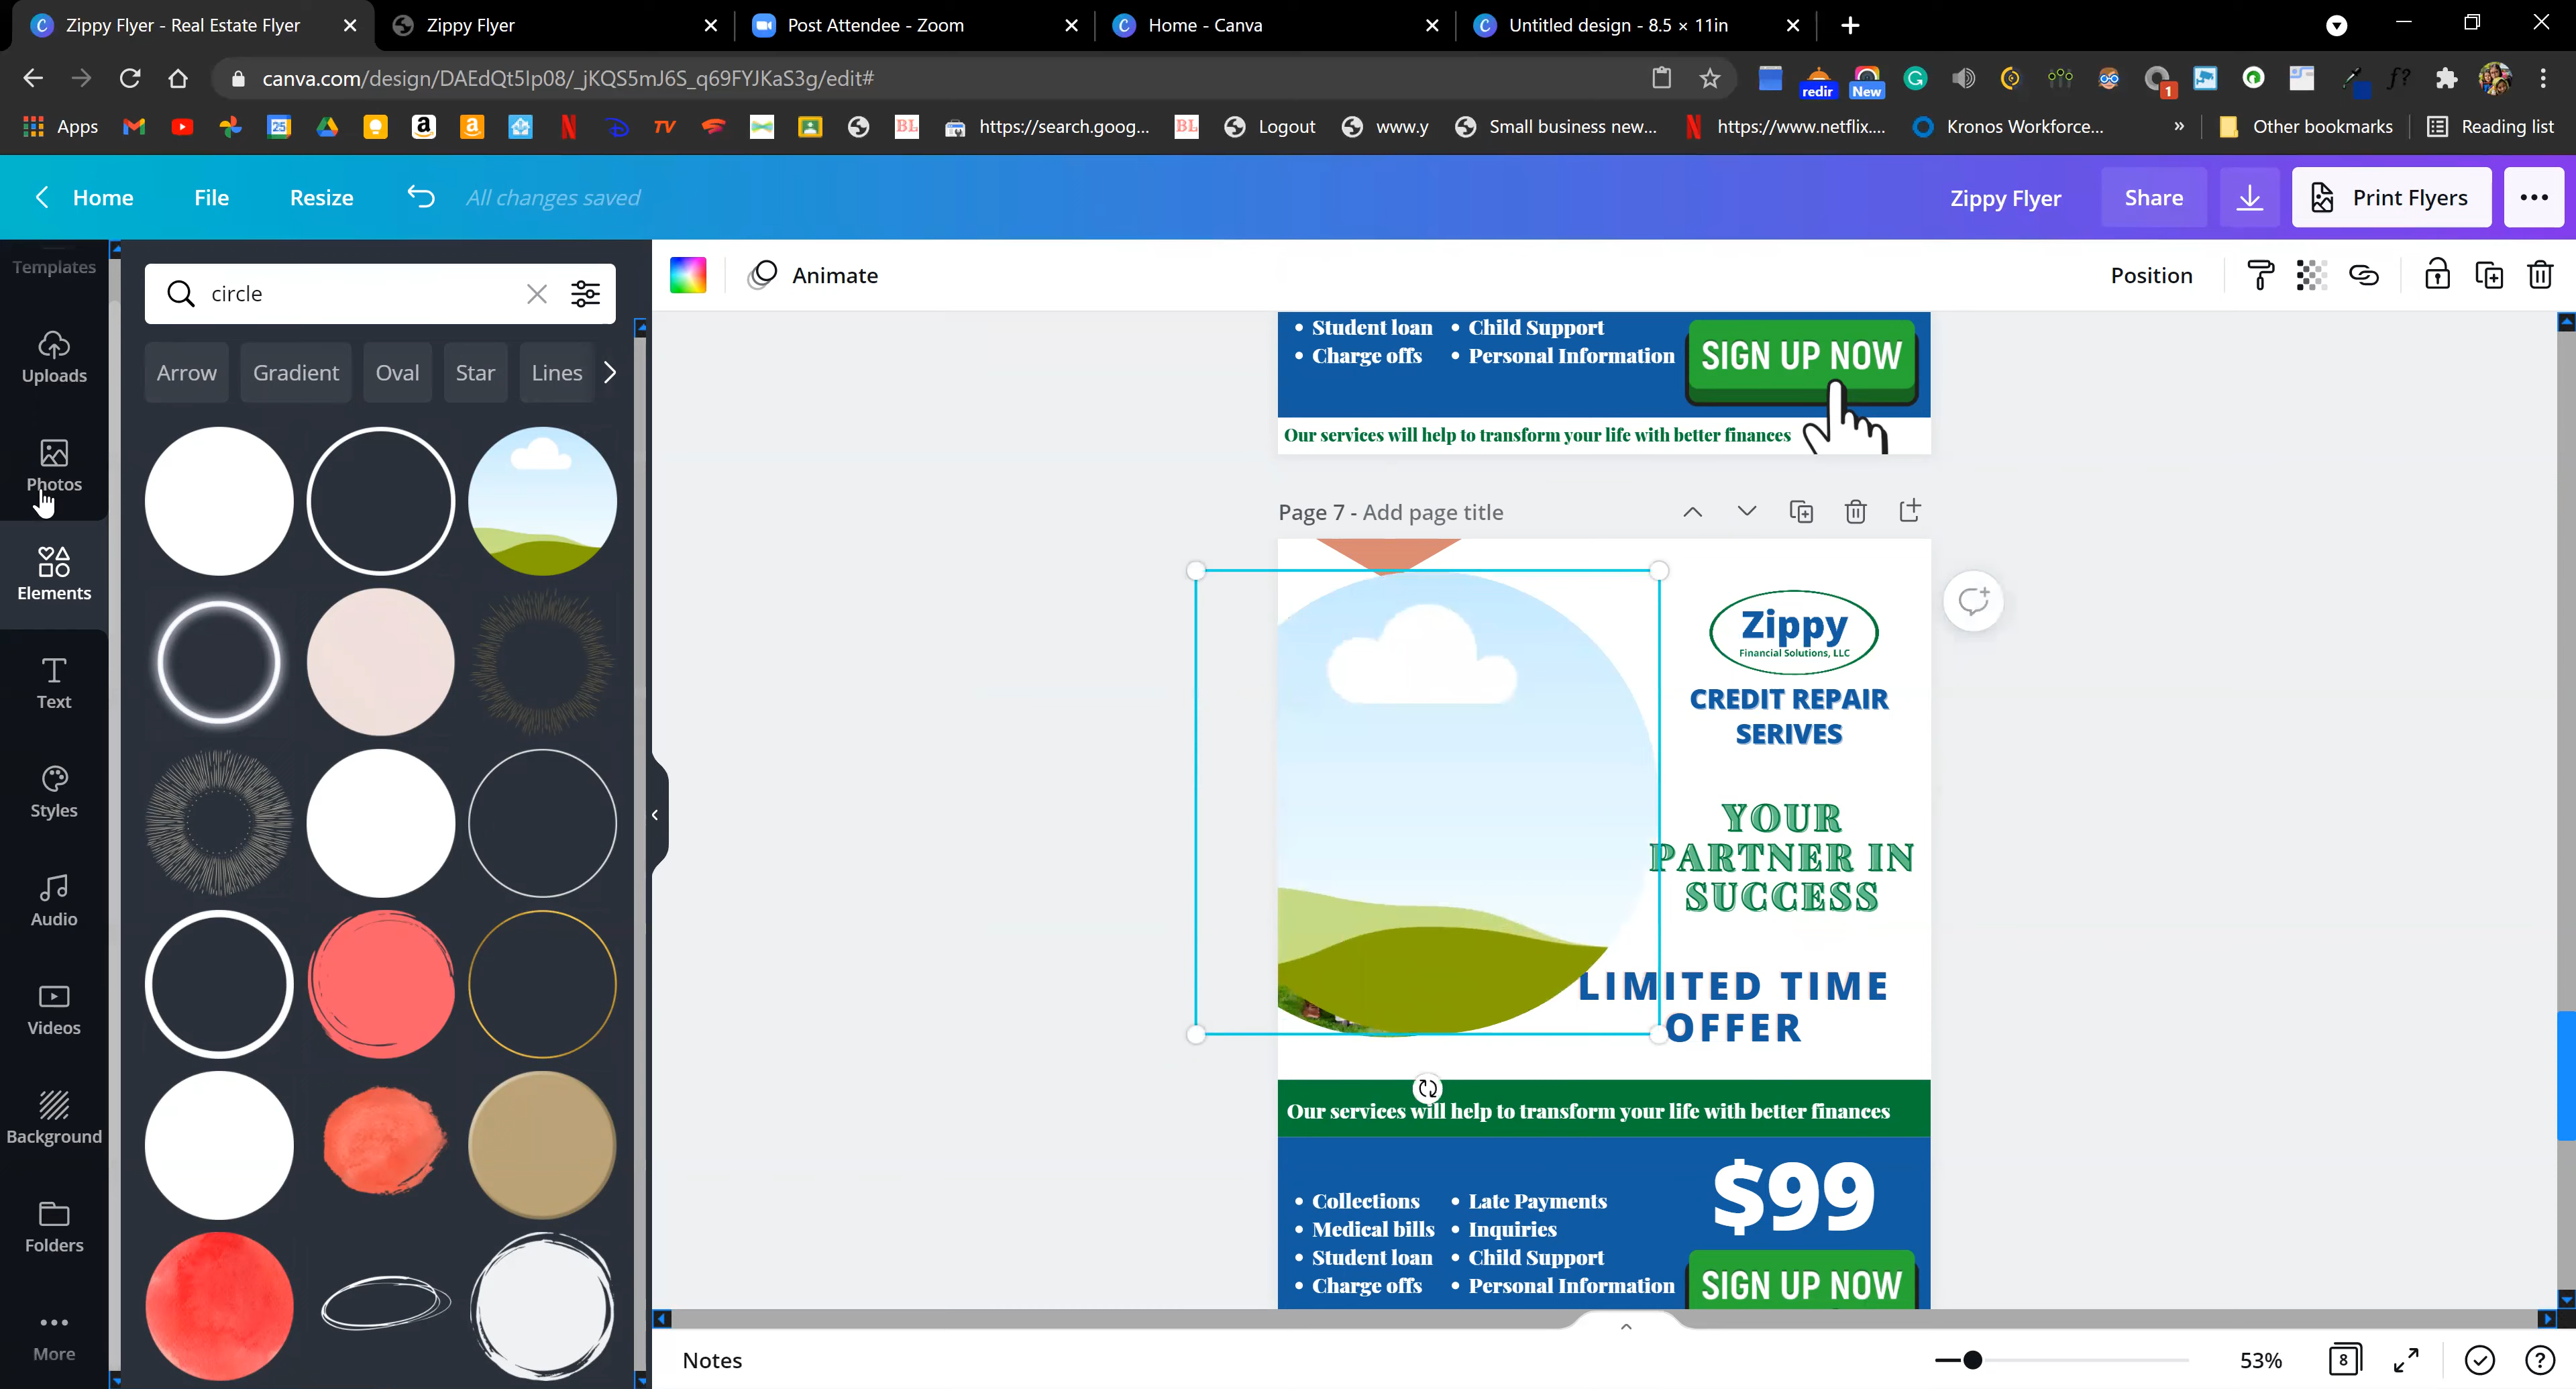 Zippy Flyer - Real Estate Flyer
Zippy Flyer
Post Attendee - Zoom
Home - Canva
Untitled design - 8.5 × 11in
canva.com/design/DAEdQt5Ip08/_jKQS5mJ6S_q69FYJKaS3g/edit#
redir
New
1
Apps
25
BL
https://search.goog...
BL
Logout
www.y
Small business new...
https://www.netflix....
Kronos Workforce...
»
Other bookmarks
Reading list
Home
File
Resize
All changes saved
Zippy Flyer
Share
Print Flyers
Templates
Uploads
Photos
Elements
Text
Styles
Audio
Videos
Background
Folders
More
circle
Arrow
Gradient
Oval
Star
Lines
Animate
Position
• Student loan • Child Support
• Charge offs • Personal Information
SIGN UP NOW
Our services will help to transform your life with better finances
Page 7 - Add page title
Zippy
Financial Solutions, LLC
CREDIT REPAIR
SERIVES
YOUR
PARTNER IN
SUCCESS
LIMITED TIME
OFFER
Our services will help to transform your life with better finances
• Collections • Late Payments
• Medical bills • Inquiries
• Student loan • Child Support
• Charge offs • Personal Information
$99
SIGN UP NOW
Notes
53%
8